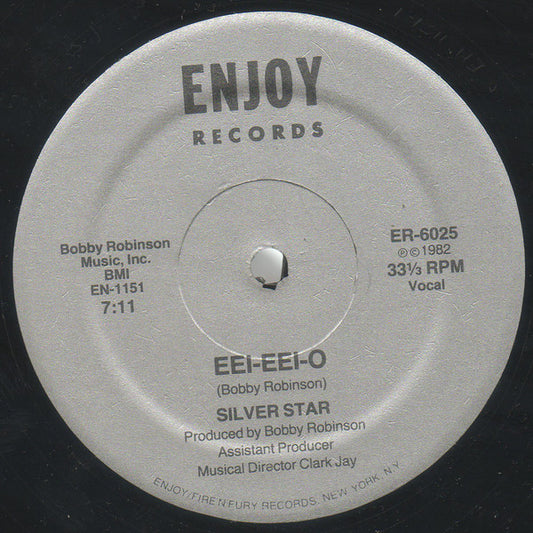 ENJOY
RECORDS
Bobby Robinson
Music, Inc.
BMI
EN-1151
7:11
ER-6025
Ⓟ©1982
33⅓ RPM
Vocal
EEI-EEI-O
(Bobby Robinson)
SILVER STAR
Produced by Bobby Robinson
Assistant Producer
Musical Director Clark Jay
ENJOY/FIRE N FURY RECORDS, NEW YORK, N.Y.